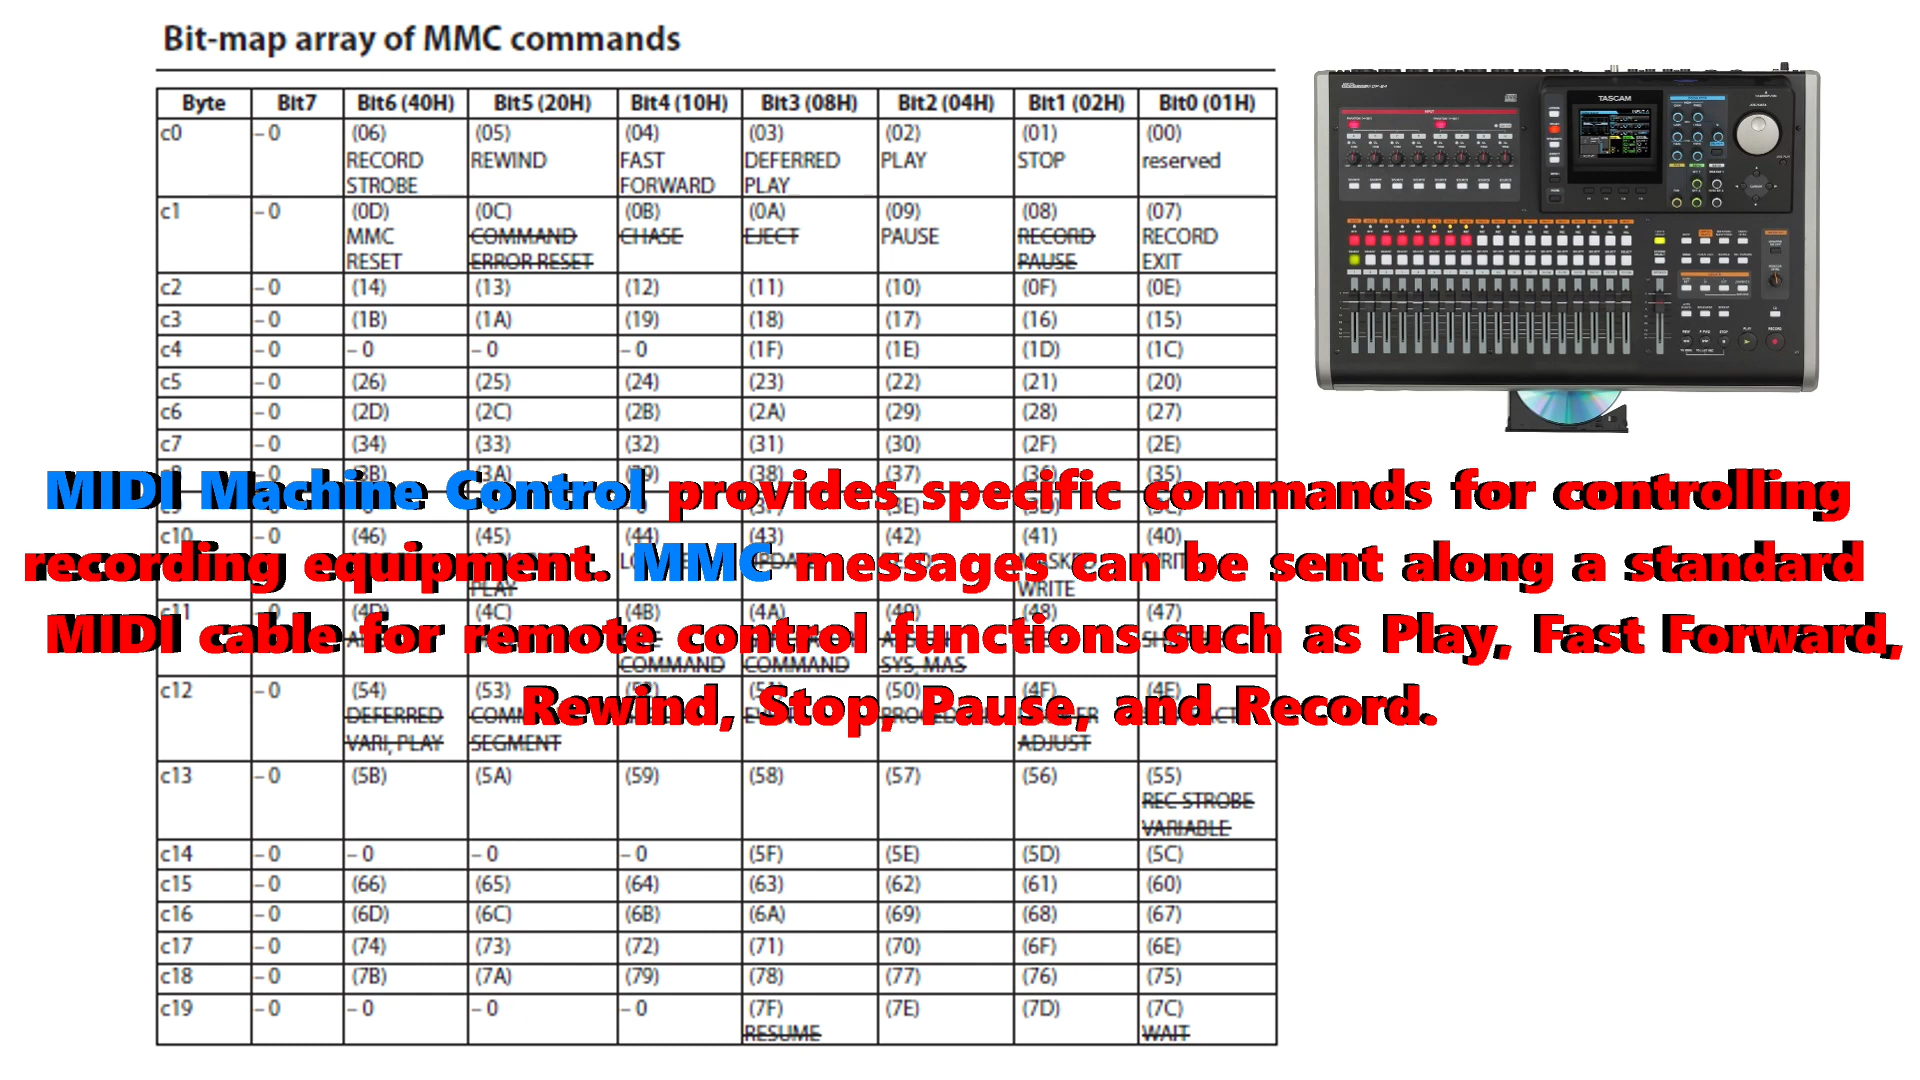 Bit-map array of MMC commands
Byte Bit7 Bit6 (40H) Bit5 (20H) Bit4 (10H) Bit3 (08H) Bit2 (04H) Bit1 (02H) Bit0 (01H)
c0 – 0 (06) (05) (04) (03) (02) (01) (00)
RECORD REWIND FAST DEFERRED PLAY STOP reserved
STROBE FORWARD PLAY
c1 – 0 (0D) (0C) (0B) (0A) (09) (08) (07)
MMC COMMAND CHASE EJECT PAUSE RECORD RECORD
RESET ERROR RESET PAUSE EXIT
c2 – 0 (14) (13) (12) (11) (10) (0F) (0E)
c3 – 0 (1B) (1A) (19) (18) (17) (16) (15)
c4 – 0 – 0 – 0 – 0 (1F) (1E) (1D) (1C)
c5 – 0 (26) (25) (24) (23) (22) (21) (20)
c6 – 0 (2D) (2C) (2B) (2A) (29) (28) (27)
c7 – 0 (34) (33) (32) (31) (30) (2F) (2E)
MIDI Machine Control provides specific commands for controlling
recording equipment. MMC messages can be sent along a standard
MIDI cable for remote control functions such as Play, Fast Forward,
Rewind, Stop, Pause, and Record.
c10 (46) (45) (44) (43) (42) (41) (40)
PLAY WRITE
(4C) (4B) (4A) (48) (47)
COMMAND COMMAND SYS, MAS
c12 – 0 (54) (53) (50) (4F) (4E)
DEFERRED
VARI, PLAY SEGMENT ADJUST
c13 – 0 (5B) (5A) (59) (58) (57) (56) (55)
REC STROBE
VARIABLE
c14 – 0 – 0 – 0 – 0 (5F) (5E) (5D) (5C)
c15 – 0 (66) (65) (64) (63) (62) (61) (60)
c16 – 0 (6D) (6C) (6B) (6A) (69) (68) (67)
c17 – 0 (74) (73) (72) (71) (70) (6F) (6E)
c18 – 0 (7B) (7A) (79) (78) (77) (76) (75)
c19 – 0 – 0 – 0 – 0 (7F) (7E) (7D) (7C)
RESUME WAIT
TASCAM